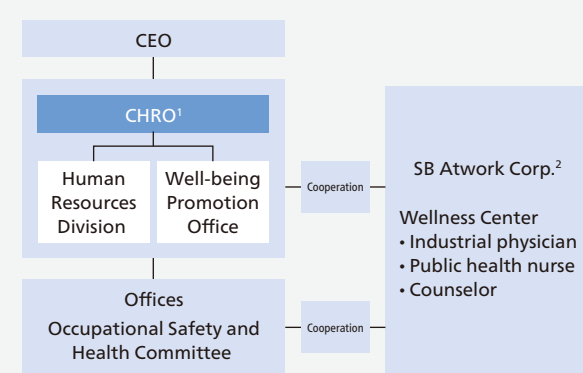 CEO
CHRO¹
Human
Resources
Division
Well-being
Promotion
Office
Cooperation
SB Atwork Corp.²
Wellness Center
• Industrial physician
• Public health nurse
• Counselor
Offices
Occupational Safety and
Health Committee
Cooperation